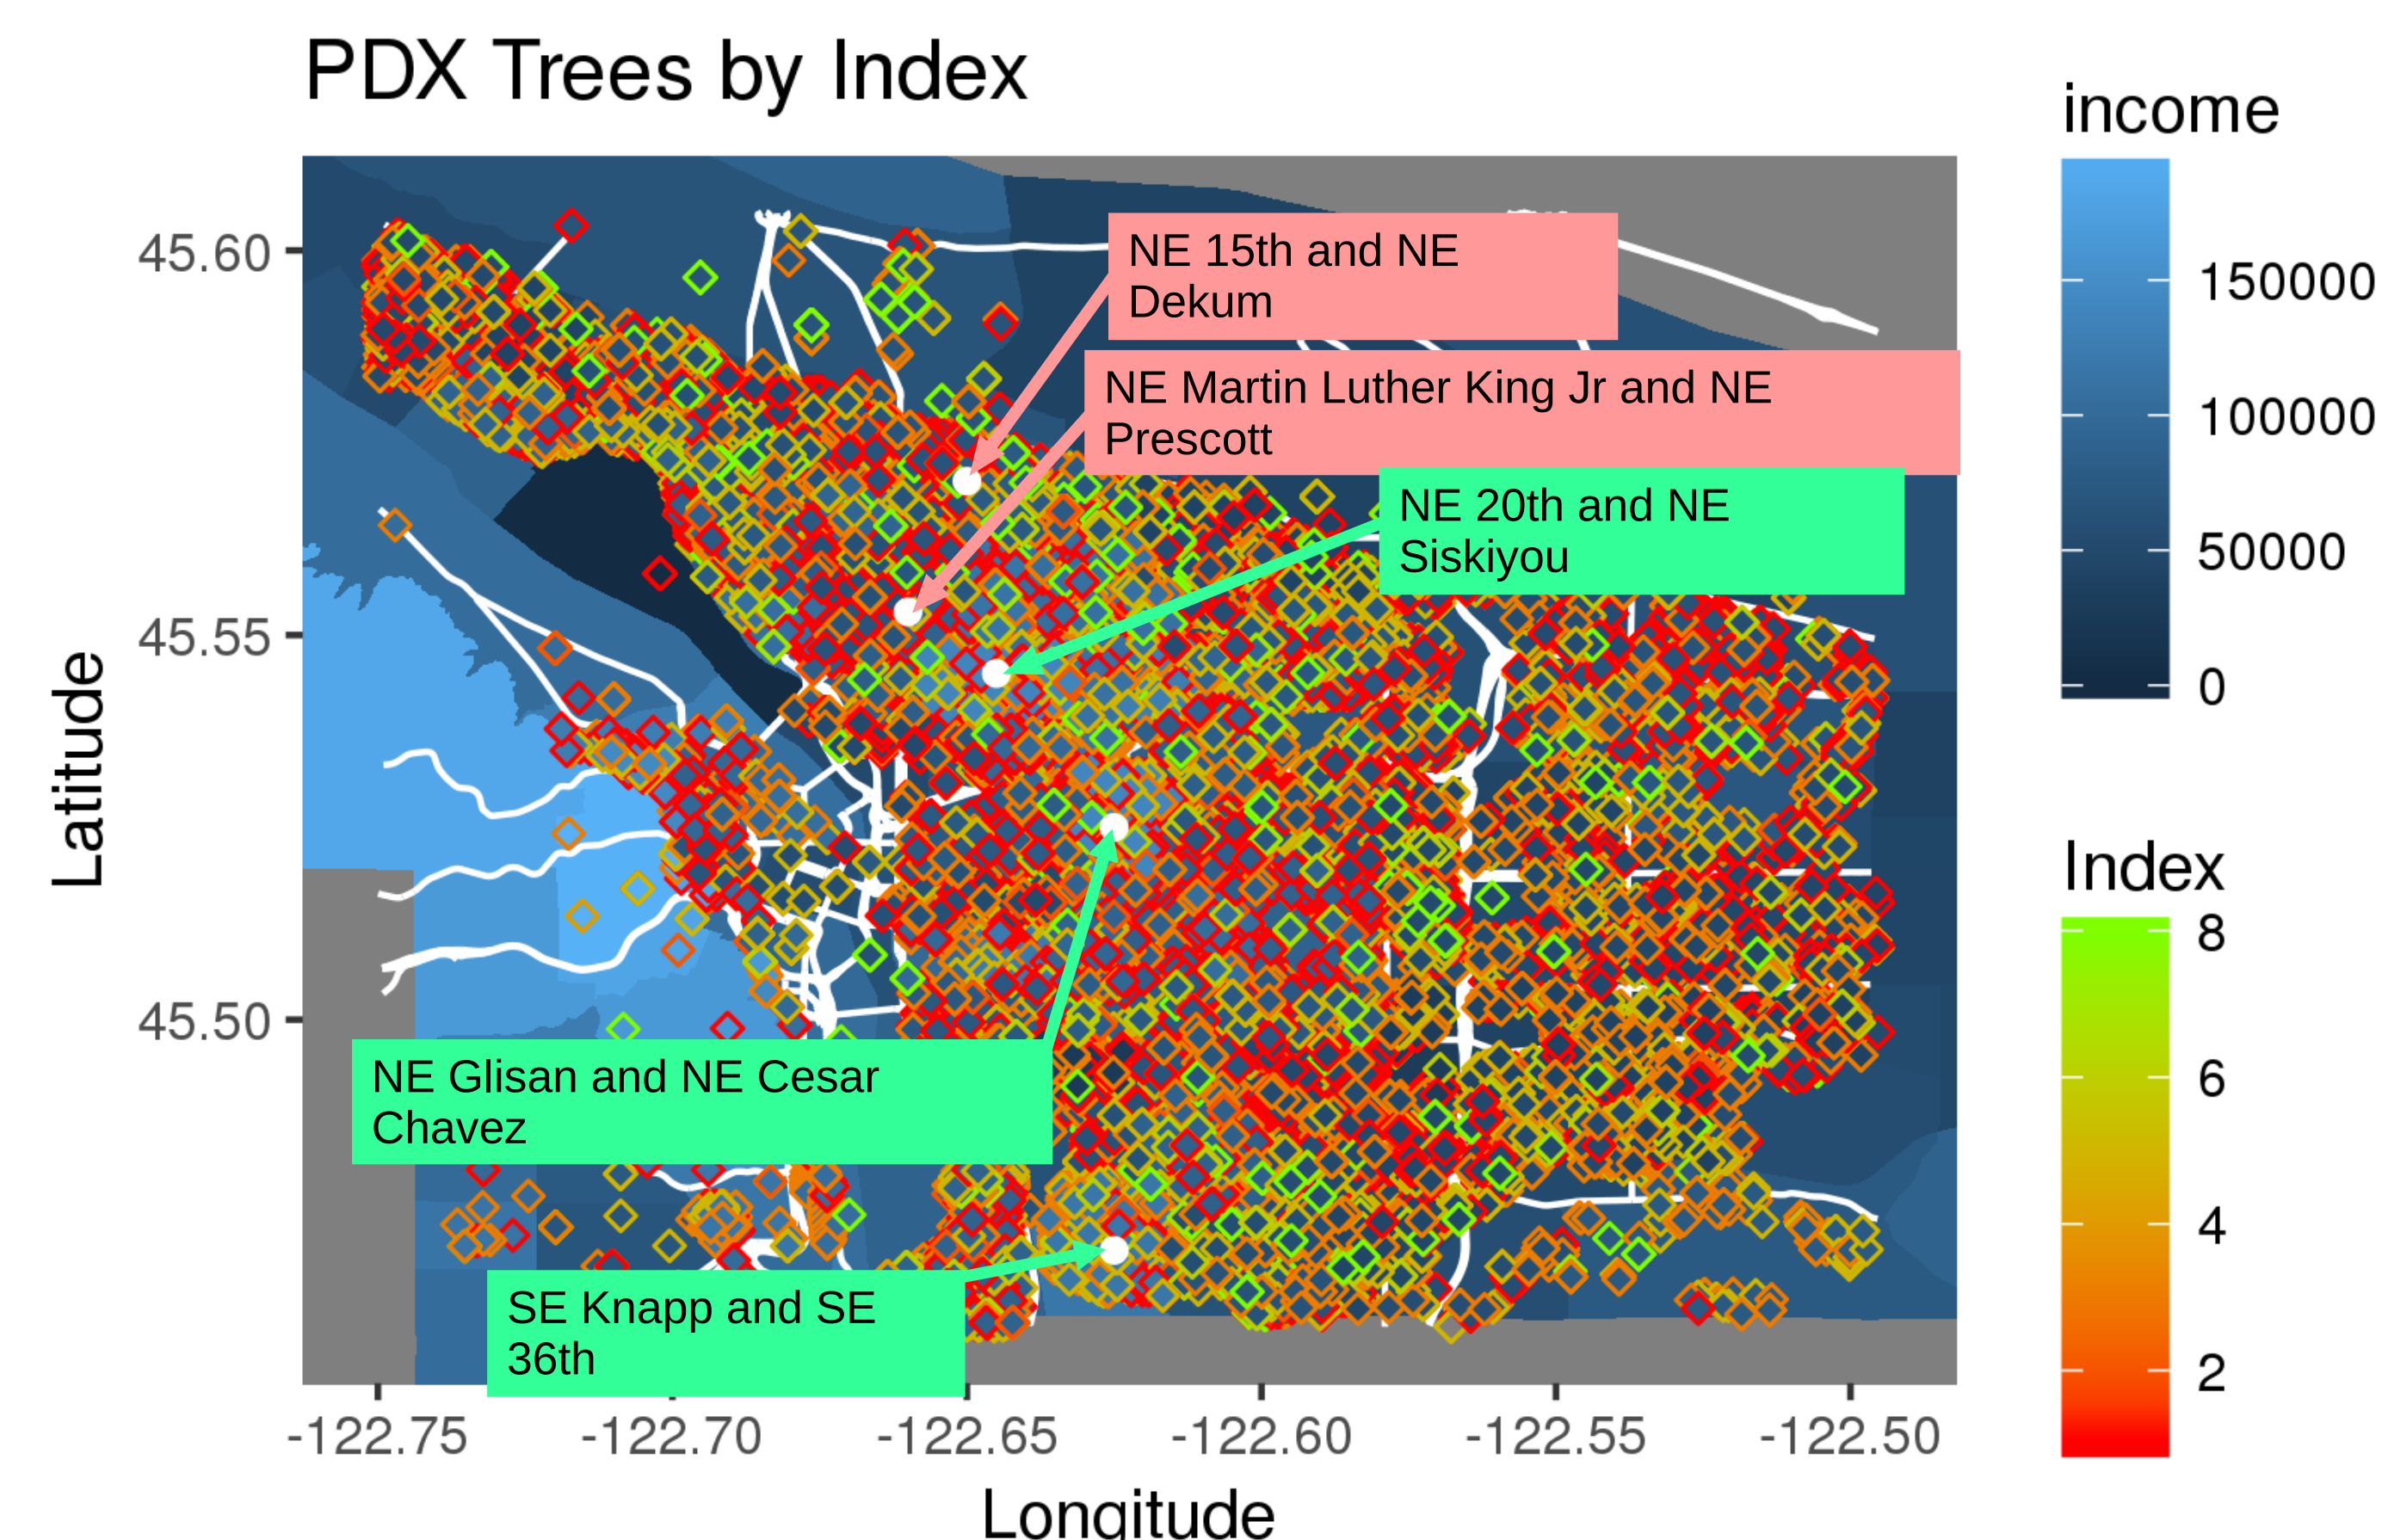 PDX Trees by Index
income
150000
100000
50000
0
Index
8
6
4
2
45.60
45.55
45.50
Latitude
NE 15th and NE
Dekum
NE Martin Luther King Jr and NE
Prescott
NE 20th and NE
Siskiyou
NE Glisan and NE Cesar
Chavez
SE Knapp and SE
36th
-122.75
-122.70
-122.65
-122.60
-122.55
-122.50
Longitude